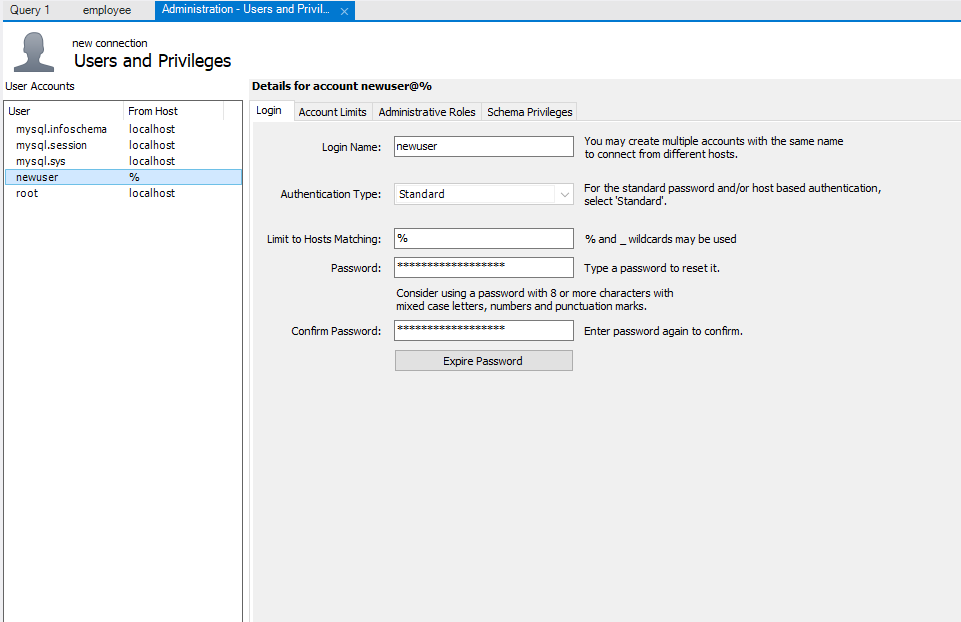 Query 1 employee Administration - Users and Privil...
new connection
Users and Privileges
User Accounts
User From Host
mysql.infoschema localhost
mysql.session localhost
mysql.sys localhost
newuser %
root localhost
Details for account newuser@%
Login Account Limits Administrative Roles Schema Privileges
Login Name: newuser You may create multiple accounts with the same name
to connect from different hosts.
Authentication Type: Standard For the standard password and/or host based authentication,
select 'Standard'.
Limit to Hosts Matching: % % and _ wildcards may be used
Password: ****************** Type a password to reset it.
Consider using a password with 8 or more characters with
mixed case letters, numbers and punctuation marks.
Confirm Password: ****************** Enter password again to confirm.
Expire Password